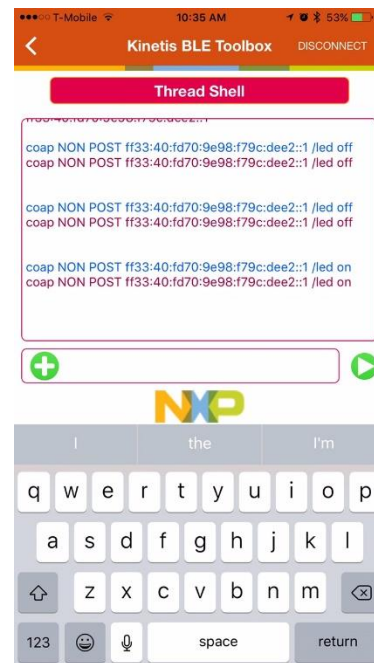 T-Mobile 10:35 AM 53%
Kinetis BLE Toolbox DISCONNECT
Thread Shell
coap NON POST ff33:40:fd70:9e98:f79c:dee2::1 /led off
coap NON POST ff33:40:fd70:9e98:f79c:dee2::1 /led off
coap NON POST ff33:40:fd70:9e98:f79c:dee2::1 /led off
coap NON POST ff33:40:fd70:9e98:f79c:dee2::1 /led off
coap NON POST ff33:40:fd70:9e98:f79c:dee2::1 /led on
coap NON POST ff33:40:fd70:9e98:f79c:dee2::1 /led on
NXP
I the I'm
q w e r t y u i o p
a s d f g h j k l
z x c v b n m
123 space return